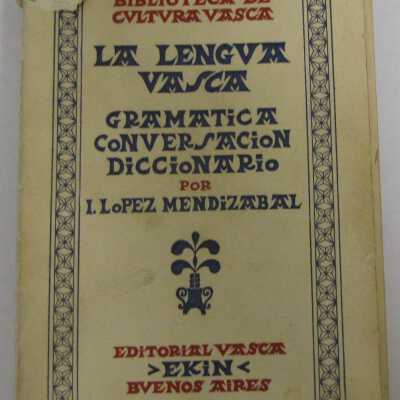 BIBLIOTECA DE
CVLTVRA VASCA
LA LENGVA
VASCA
GRAMATICA
CONVERSACION
DICCIONARIO
POR
I. LOPEZ MENDIZABAL
EDITORIAL VASCA
>EKIN<
BVENOS AIRES